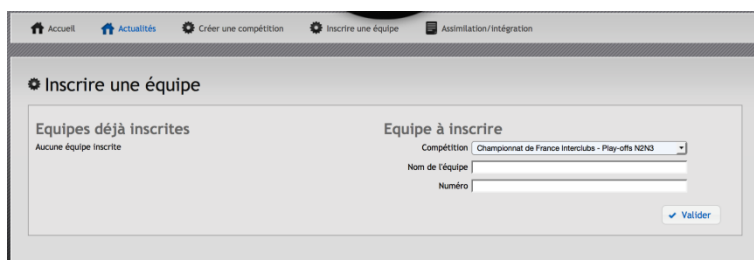 Accueil Actualités Créer une compétition Inscrire une équipe Assimilation/Intégration
Inscrire une équipe
Equipes déjà inscrites
Aucune équipe inscrite
Equipe à inscrire
Compétition Championnat de France Interclubs - Play-offs N2N3
Nom de l'équipe
Numéro
Valider